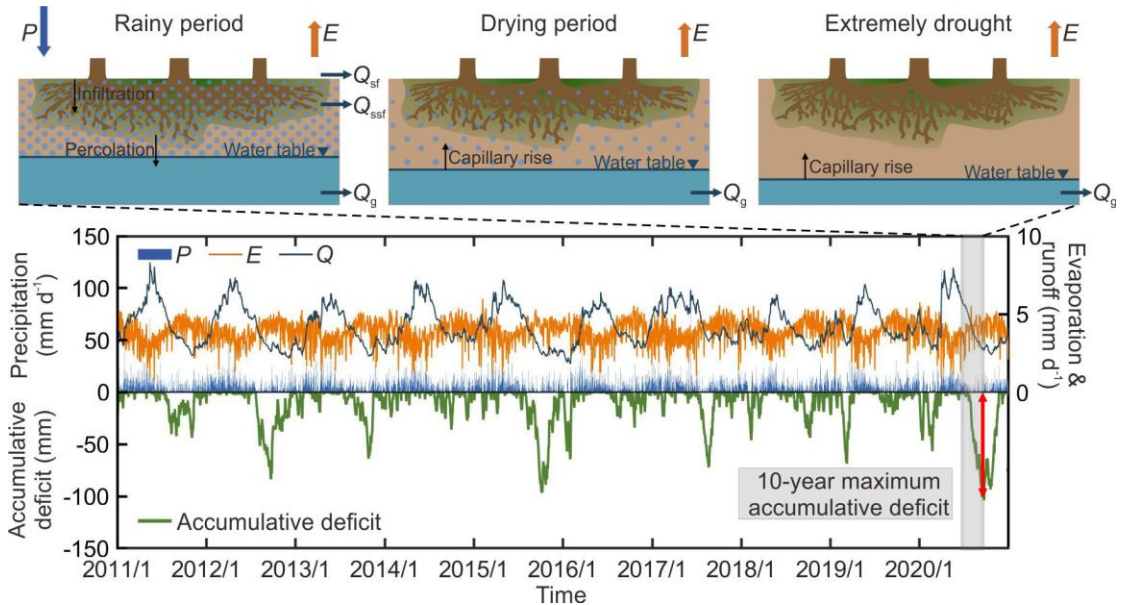 P
Rainy period
E
Drying period
E
Extremely drought
E
Infiltration
Qsf
Qssf
Percolation
Water table
Qg
Capillary rise
Water table
Qg
Capillary rise
Water table
Qg
150
100
50
0
-50
-100
-150
Precipitation
(mm d⁻¹)
Accumulative
deficit (mm)
P
E
Q
10
5
0
Evaporation &
runoff (mm d⁻¹)
10-year maximum
accumulative deficit
Accumulative deficit
2011/1 2012/1 2013/1 2014/1 2015/1 2016/1 2017/1 2018/1 2019/1 2020/1
Time